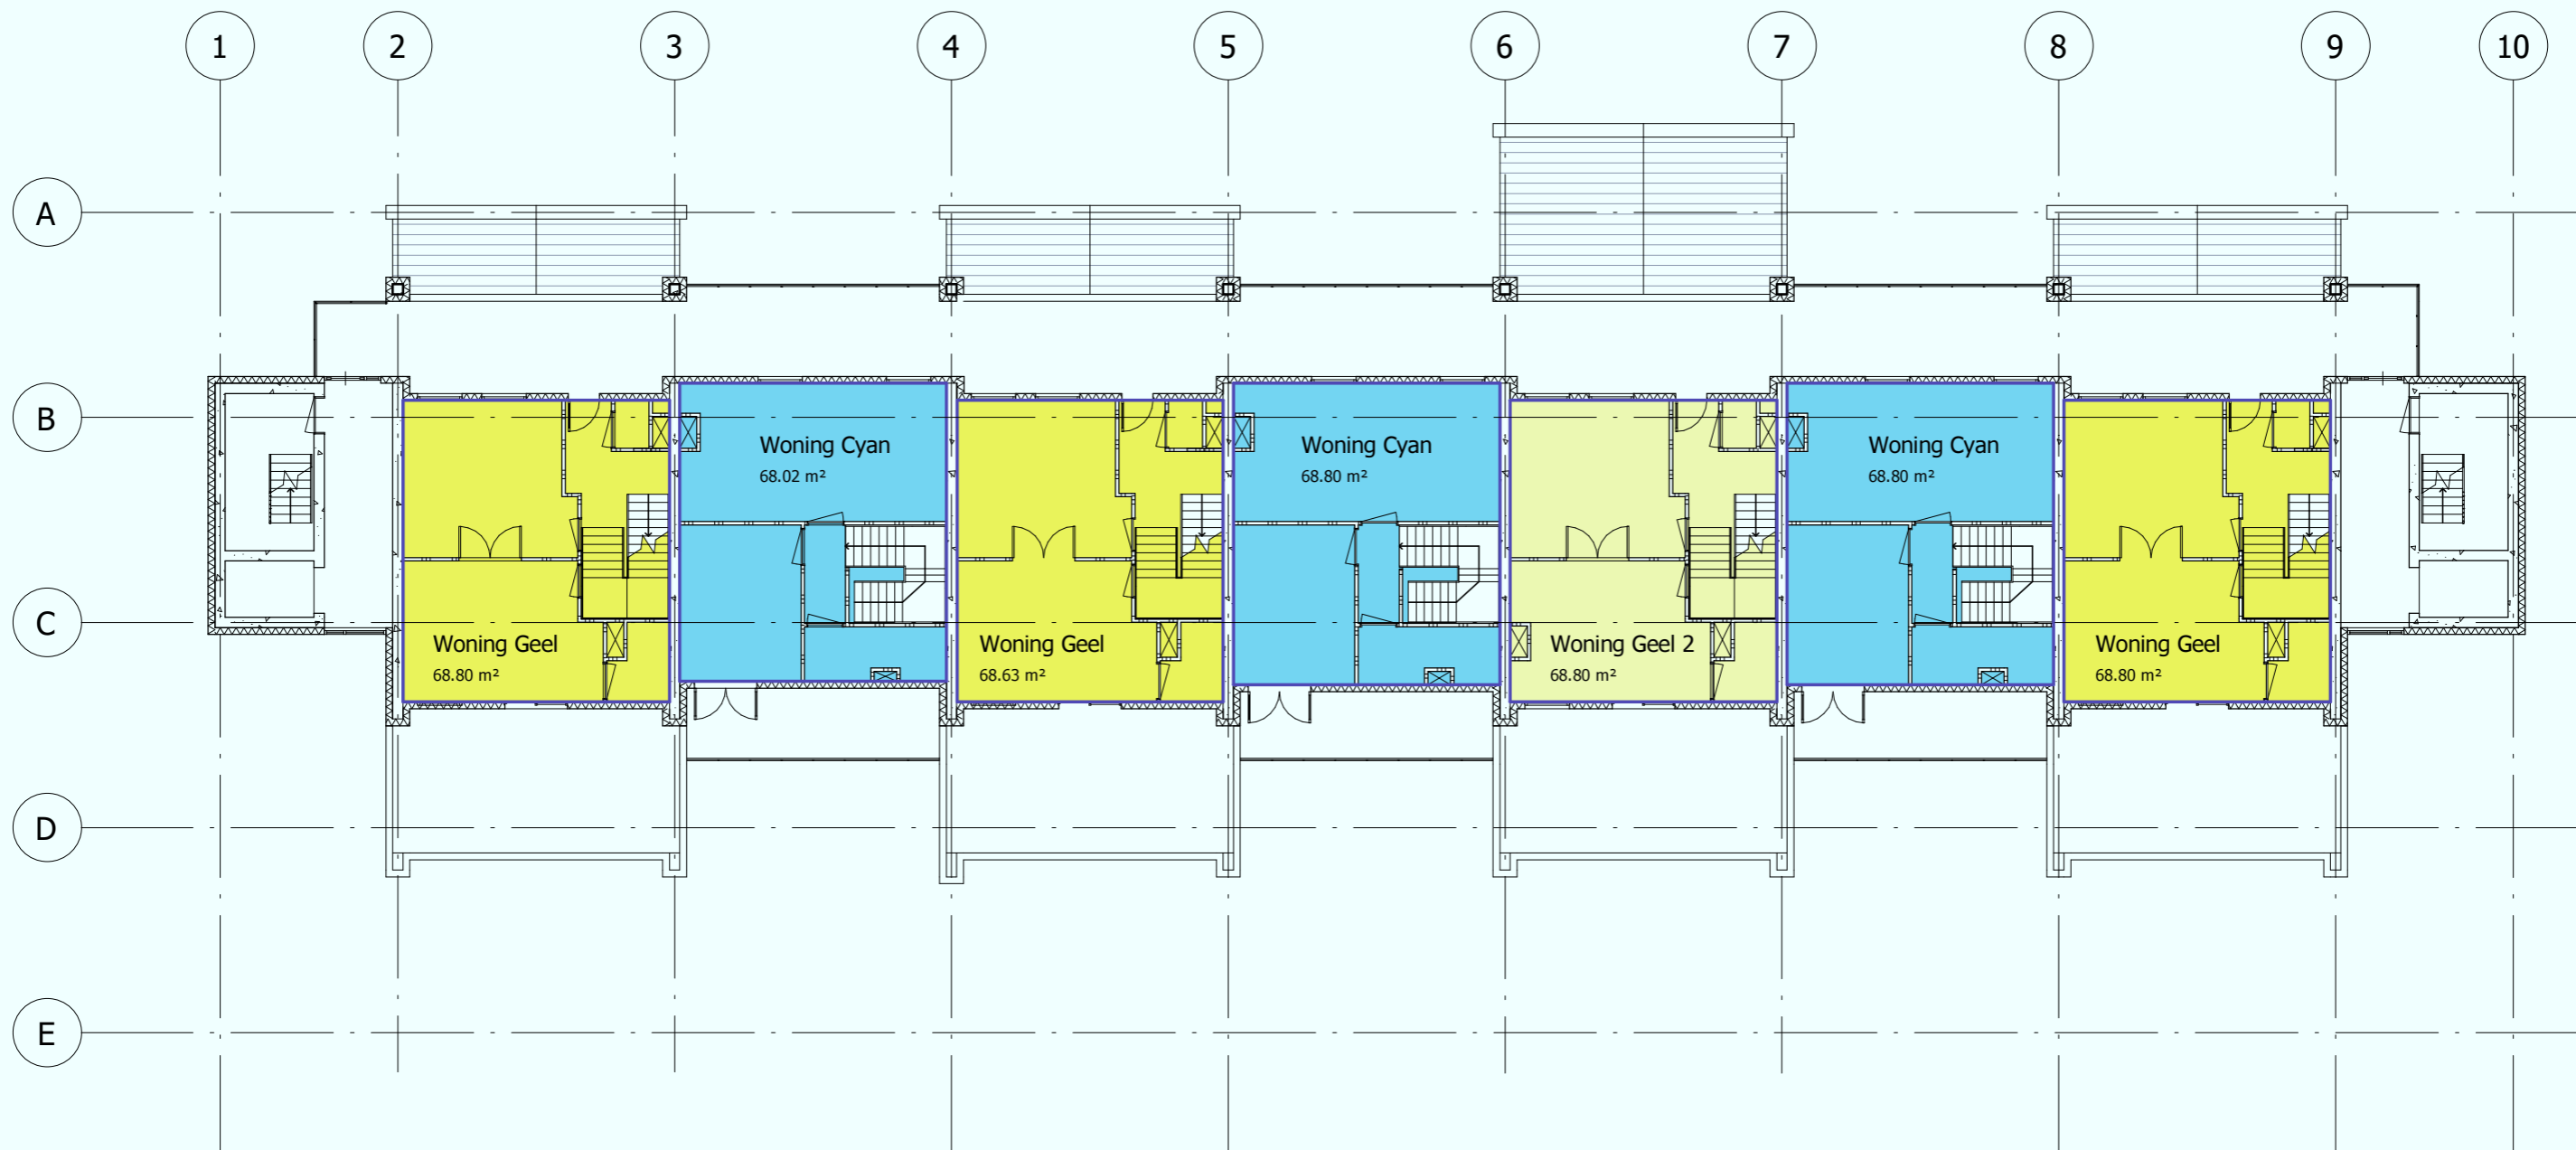 1 2 3 4 5 6 7 8 9 10
A
B
Woning Cyan
68.02 m²
Woning Cyan
68.80 m²
Woning Cyan
68.80 m²
C
Woning Geel
68.80 m²
Woning Geel
68.63 m²
Woning Geel 2
68.80 m²
Woning Geel
68.80 m²
D
E